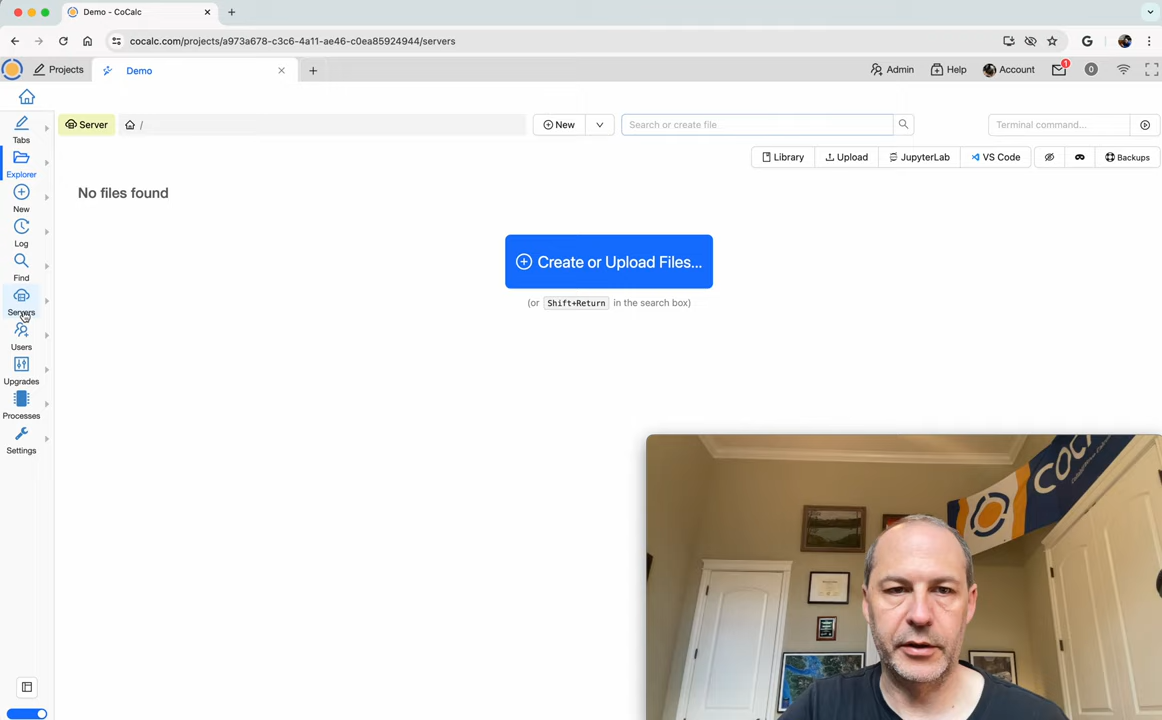 Demo - CoCalc
cocalc.com/projects/a973a678-c3c6-4a11-ae46-c0ea85924944/servers
Projects
Demo
Admin
Help
Account
1
0
Tabs
Explorer
New
Log
Find
Servers
Users
Upgrades
Processes
Settings
Server
/
New
Search or create file
Terminal command...
Library
Upload
JupyterLab
VS Code
Backups
No files found
Create or Upload Files...
(or Shift+Return in the search box)